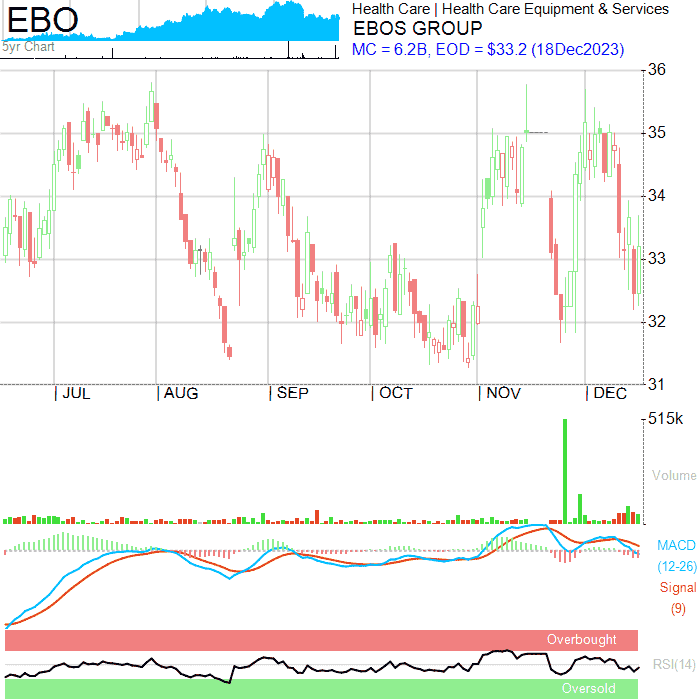 EBO
5yr Chart
Health Care | Health Care Equipment & Services
EBOS GROUP
MC = 6.2B, EOD = $33.2 (18Dec2023)
36
35
34
33
32
31
| JUL | AUG | SEP | OCT | NOV | DEC
515k
Volume
MACD
(12-26)
Signal
(9)
Overbought
RSI(14)
Oversold